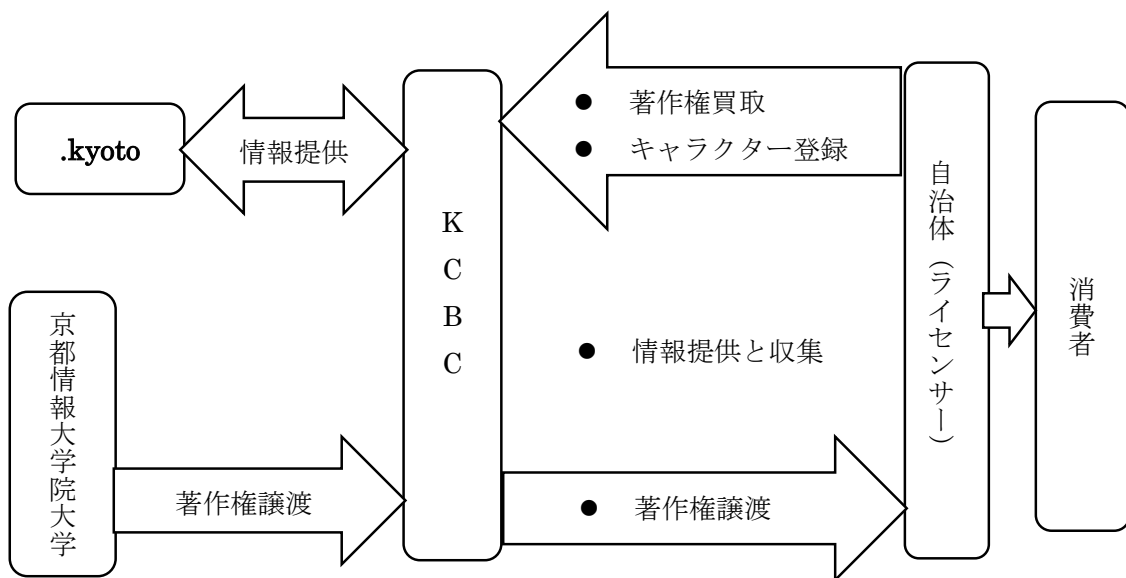 .kyoto
情報提供
京都情報大学院大学
著作権譲渡
KCBC
● 著作権買取
● キャラクター登録
● 情報提供と収集
● 著作権譲渡
自治体（ライセンサー）
消費者